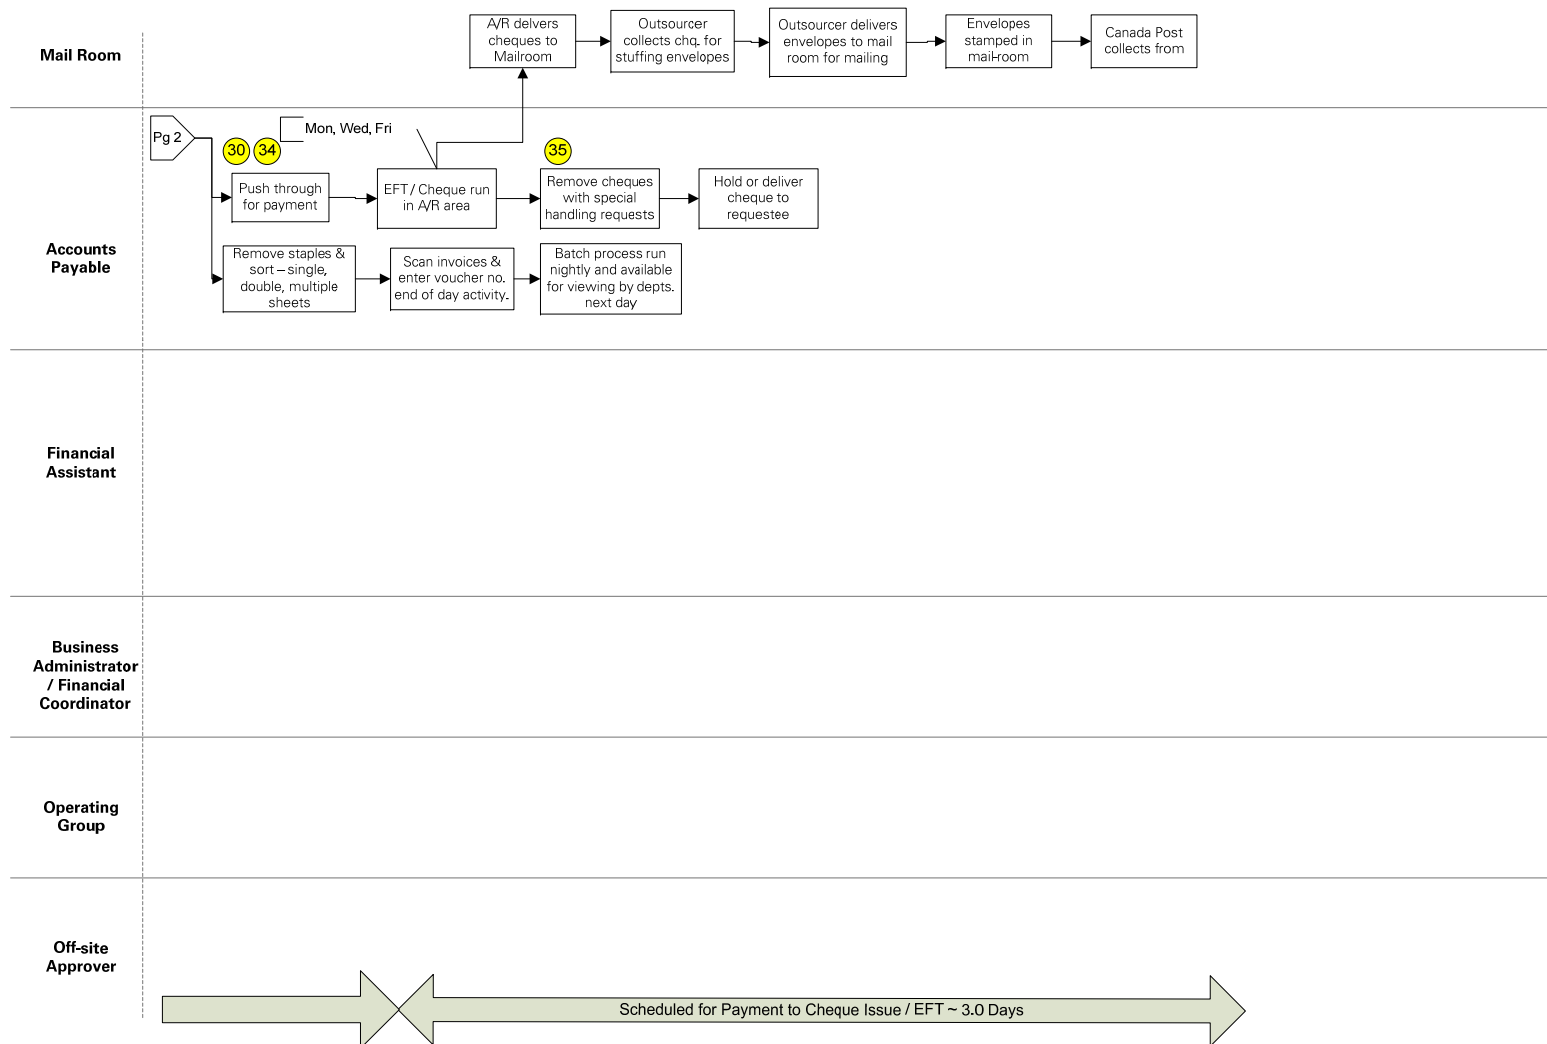 Mail Room
A/R delvers
cheques to
Mailroom
Outsourcer
collects chq. for
stuffing envelopes
Outsourcer delivers
envelopes to mail
room for mailing
Envelopes
stamped in
mail-room
Canada Post
collects from
Accounts
Payable
Pg 2
30
34
Mon, Wed, Fri
35
Push through
for payment
EFT / Cheque run
in A/R area
Remove cheques
with special
handling requests
Hold or deliver
cheque to
requestee
Remove staples &
sort – single,
double, multiple
sheets
Scan invoices &
enter voucher no.
end of day activity.
Batch process run
nightly and available
for viewing by depts.
next day
Financial
Assistant
Business
Administrator
/ Financial
Coordinator
Operating
Group
Off-site
Approver
Scheduled for Payment to Cheque Issue / EFT ~ 3.0 Days